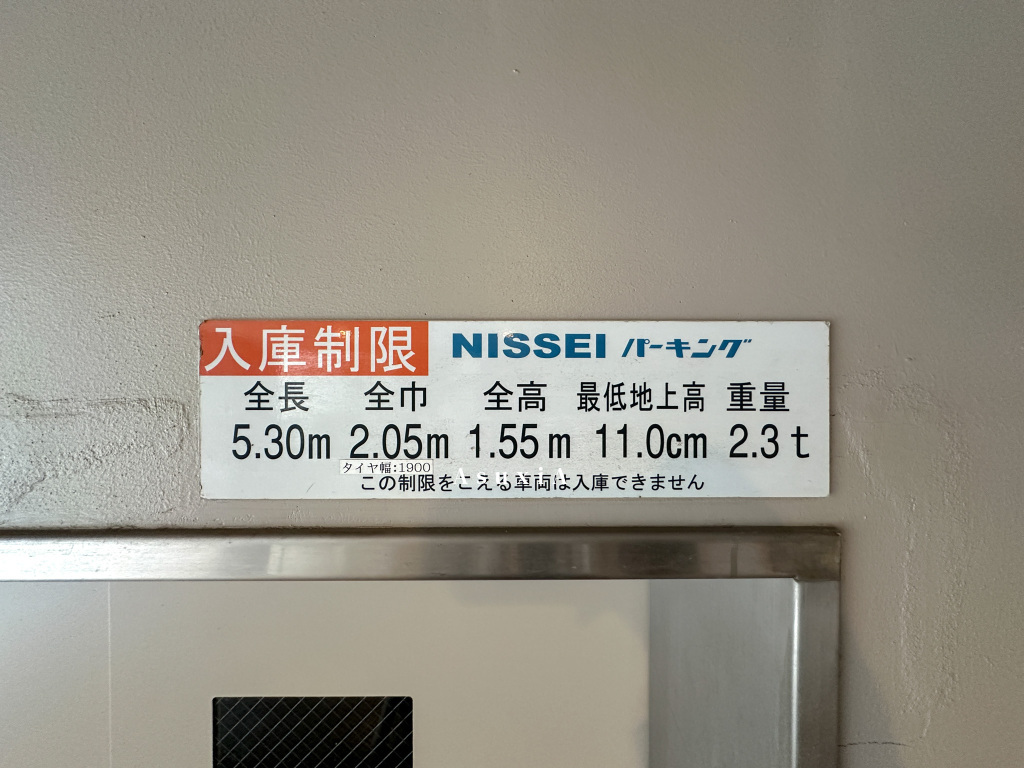 入庫制限 NISSEI パーキング
全長 全巾 全高 最低地上高 重量
5.30m 2.05m 1.55m 11.0cm 2.3t
タイヤ幅:1900
この制限をこえる車両は入庫できません